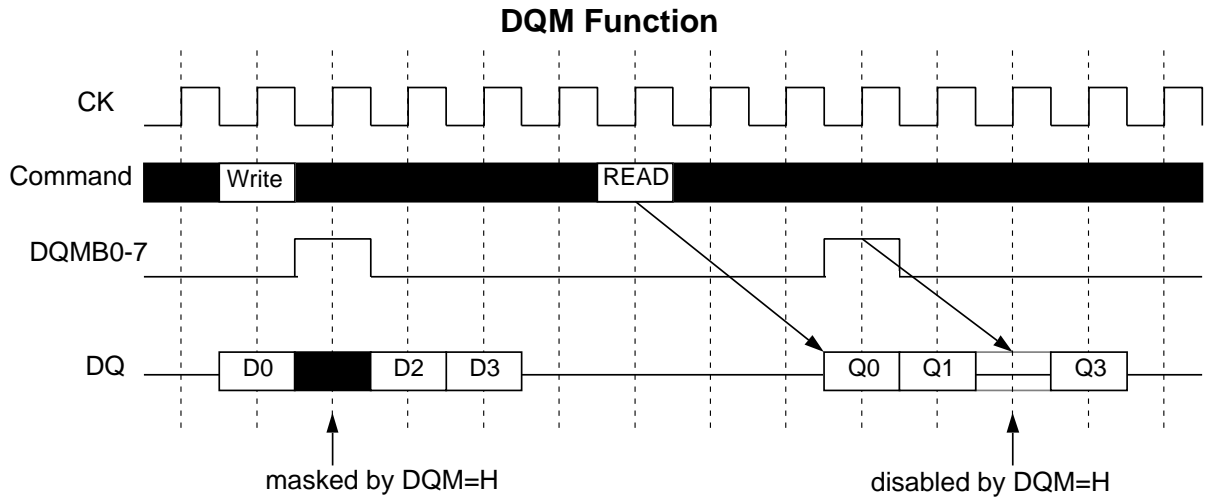 DQM Function
CK
Command
Write
READ
DQMB0-7
DQ
D0
D2
D3
Q0
Q1
Q3
masked by DQM=H
disabled by DQM=H